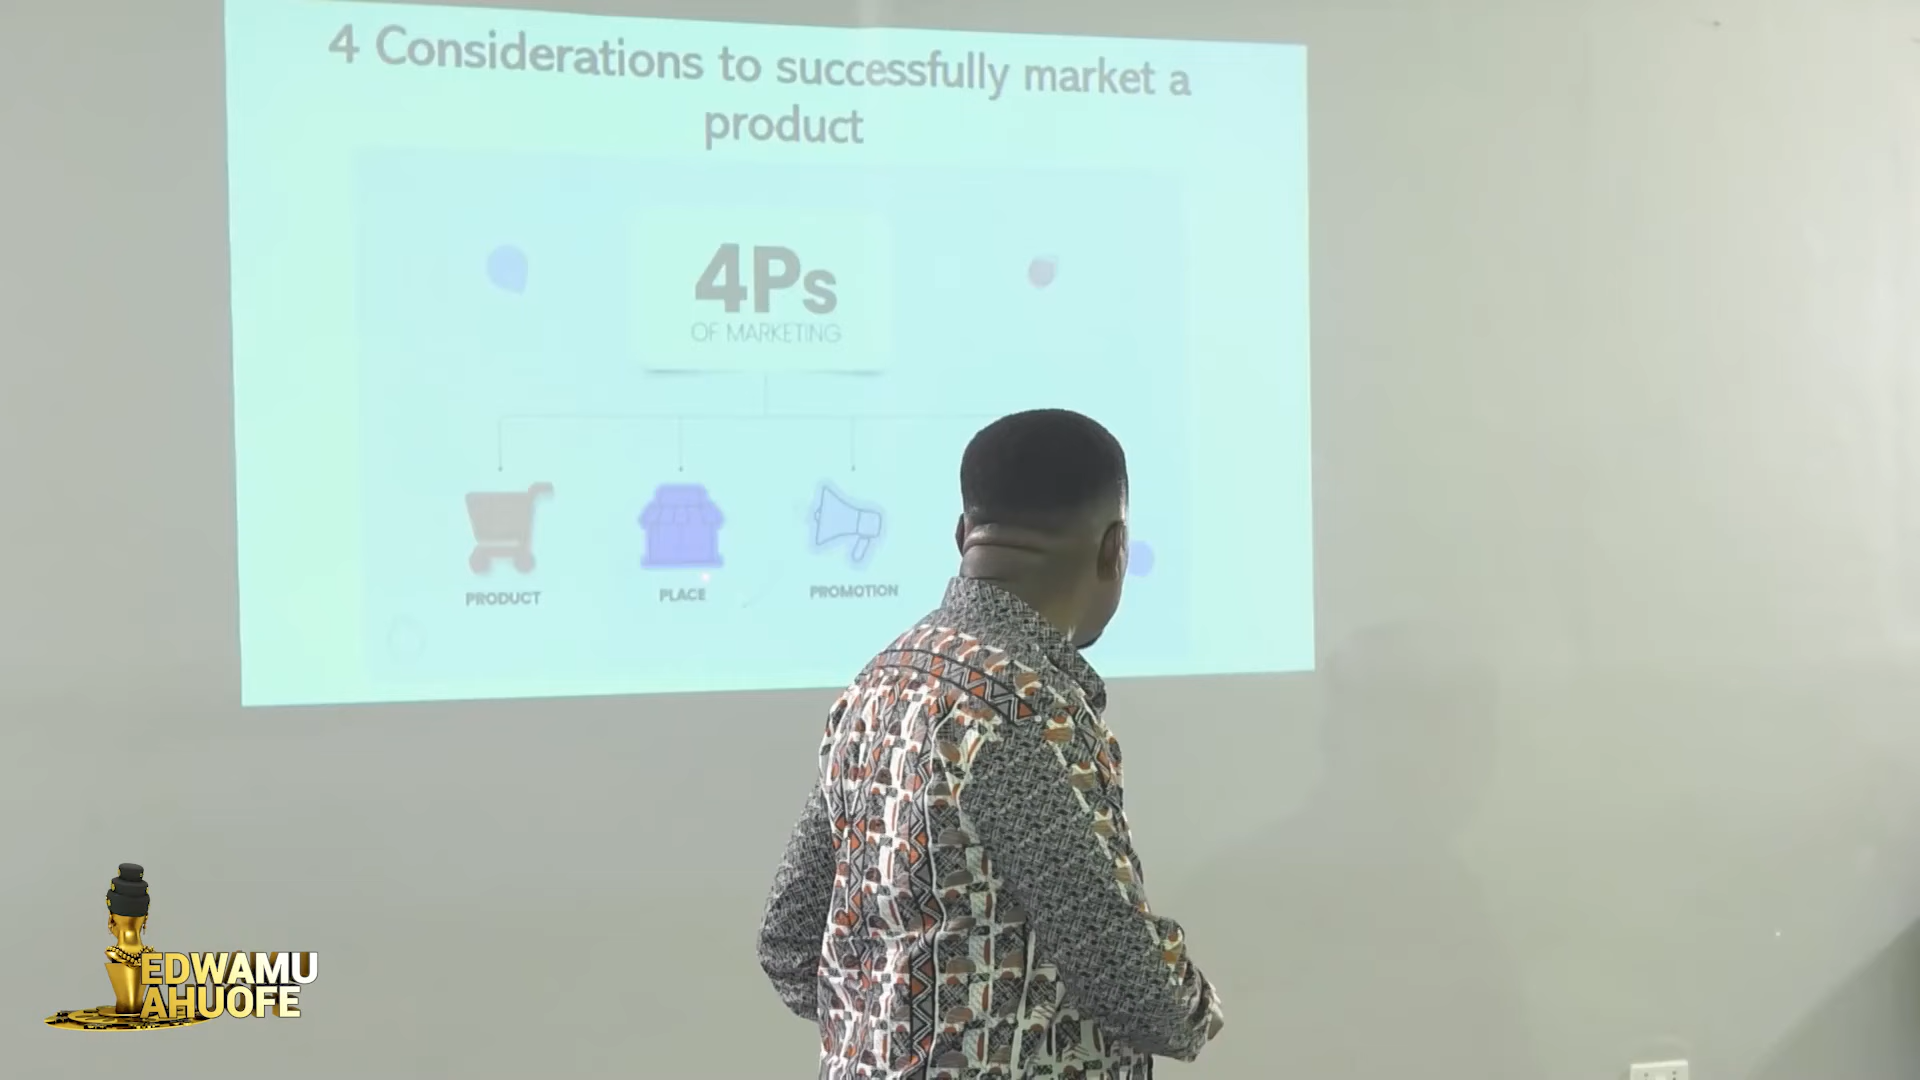 4 Considerations to successfully market a
product
4Ps
OF MARKETING
PRODUCT
PLACE
PROMOTION
EDWAMU
AHUOFE